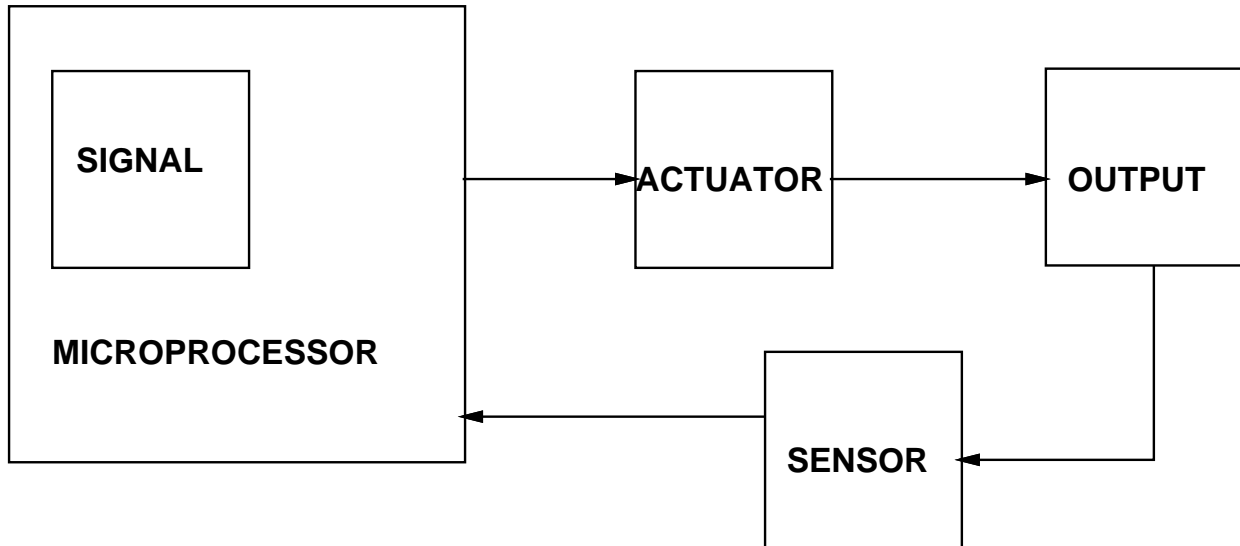 SIGNAL
ACTUATOR
OUTPUT
MICROPROCESSOR
SENSOR